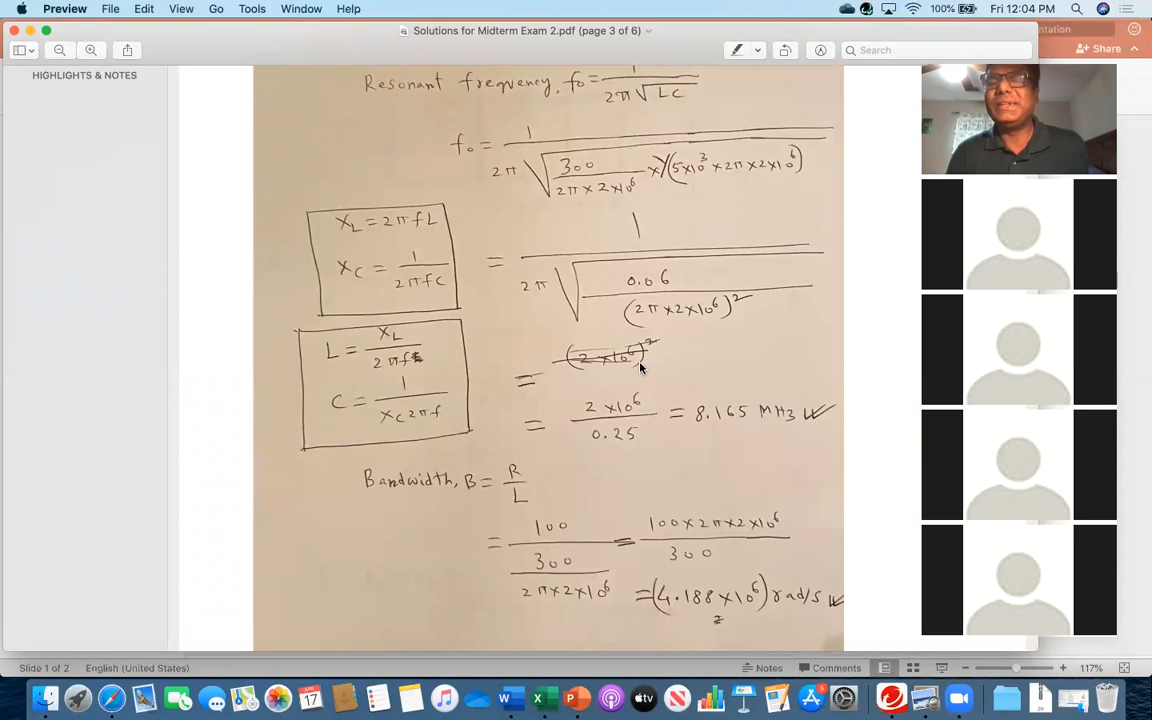 Preview File Edit View Go Tools Window Help 100% Fri 12:04 PM
Solutions for Midterm Exam 2.pdf (page 3 of 6)
Search
Share
HIGHLIGHTS & NOTES
Resonant frequency, f₀ = 1 / 2π√LC
f₀ = 1 / 2π√(300 / 2π×2×10⁶ × (5×10³ × 2π×2×10⁶))
X_L = 2πfL
X_C = 1 / 2πfC
= 1 / 2π√(0.06 / (2π×2×10⁶)²)
L = X_L / 2πf
C = 1 / X_C 2πf
= (2×10⁶)²
= 2×10⁶ / 0.25 = 8.165 MHz
Bandwidth, B = R / L
= 100 / (300 / 2π×2×10⁶) = 100×2π×2×10⁶ / 300
= (4.188×10⁶) rad/s
Slide 1 of 2 English (United States) Notes Comments 117%